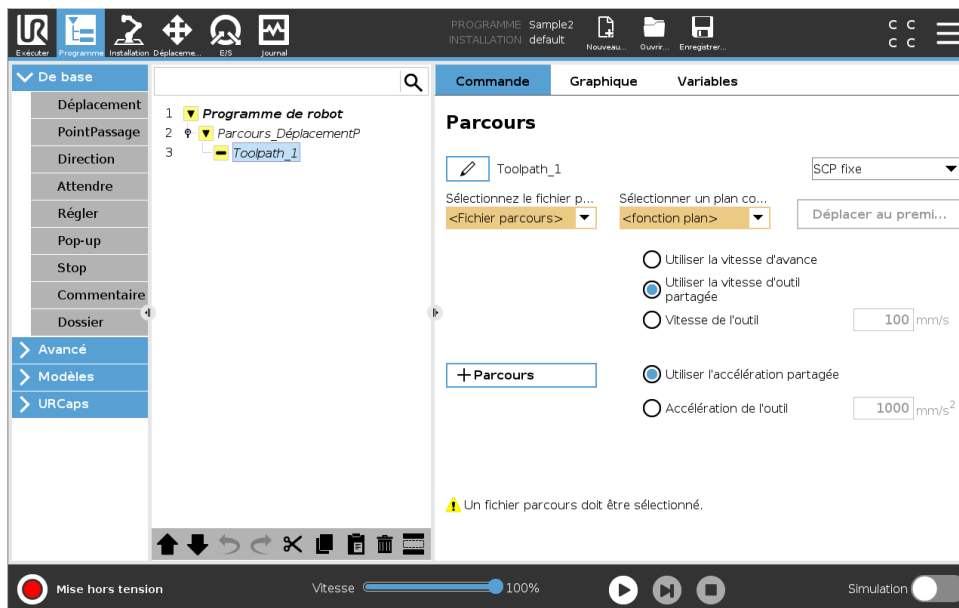 PROGRAMME Sample2
INSTALLATION default
C C
C C
Exécuter Programme Installation Déplaceme... E/S Journal Nouveau... Ouvrir... Enregistrer...
De base
Déplacement
PointPassage
Direction
Attendre
Régler
Pop-up
Stop
Commentaire
Dossier
Avancé
Modèles
URCaps
1 Programme de robot
2 Parcours_DéplacementP
3 Toolpath_1
Commande Graphique Variables
Parcours
Toolpath_1 SCP fixe
Sélectionnez le fichier p... Sélectionner un plan co...
<Fichier parcours> <fonction plan> Déplacer au premi...
Utiliser la vitesse d'avance
Utiliser la vitesse d'outil
partagée
Vitesse de l'outil 100 mm/s
+Parcours Utiliser l'accélération partagée
Accélération de l'outil 1000 mm/s²
Un fichier parcours doit être sélectionné.
Mise hors tension Vitesse 100% Simulation